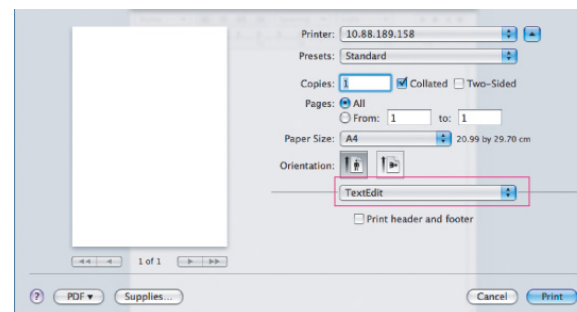 Printer: 10.88.189.158
Presets: Standard
Copies: 1 Collated Two-Sided
Pages: All
From: 1 to: 1
Paper Size: A4 20.99 by 29.70 cm
Orientation:
TextEdit
Print header and footer
1 of 1
? PDF Supplies... Cancel Print